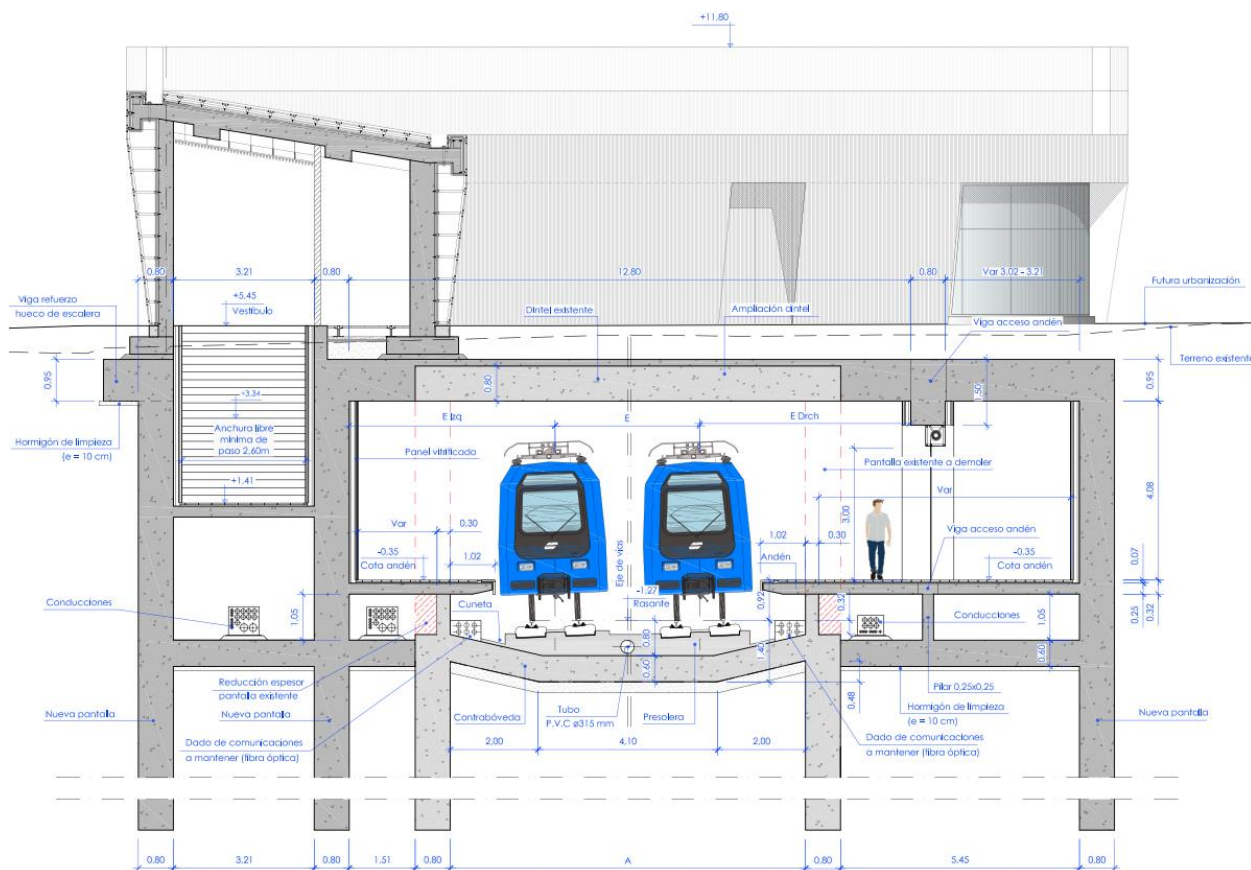 +11.80
0.80
3.21
0.80
12.80
0.80
Var 3.02 - 3.21
Viga refuerzo
hueco de escalera
+5.45
Vestíbulo
Dintel existente
Ampliación dintel
Futura urbanización
Viga acceso andén
Terreno existente
0.95
0.80
1.50
0.95
+3.34
Anchura libre
mínima de
paso 2,60m
E Izq
E
E Drch
Hormigón de limpieza
(e = 10 cm)
Panel vitrificado
Pantalla existente a demoler
+1.41
Var
4.08
3.00
Var
0,30
1.02
0.30
Viga acceso andén
1.02
Andén
-0.35
Cota andén
Eje de vías
-0.35
Cota andén
0.07
-1.27
Rasante
0.92
0.32
Conducciones
1,05
Cuneta
Conducciones
1.05
0.25
0.32
0.80
1.40
0.60
0.60
0.48
Reducción espesor
pantalla existente
Pilar 0,25x0,25
Nueva pantalla
Nueva pantalla
Contrabóveda
Tubo
P.V.C ø315 mm
Presolera
Hormigón de limpieza
(e = 10 cm)
Nueva pantalla
Dado de comunicaciones
a mantener (fibra óptica)
2,00
4,10
2,00
Dado de comunicaciones
a mantener (fibra óptica)
0.80
3.21
0.80
1.51
0.80
A
0.80
5.45
0.80